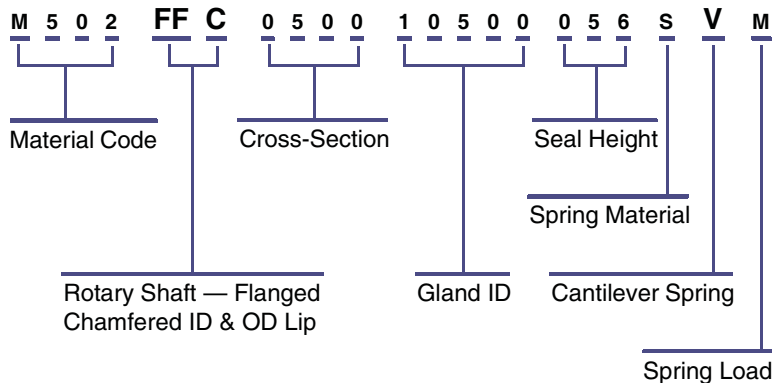 M 5 0 2 FF C 0 5 0 0 1 0 5 0 0 0 5 6 S V M
Material Code
Cross-Section
Seal Height
Spring Material
Rotary Shaft — Flanged
Chamfered ID & OD Lip
Gland ID
Cantilever Spring
Spring Load